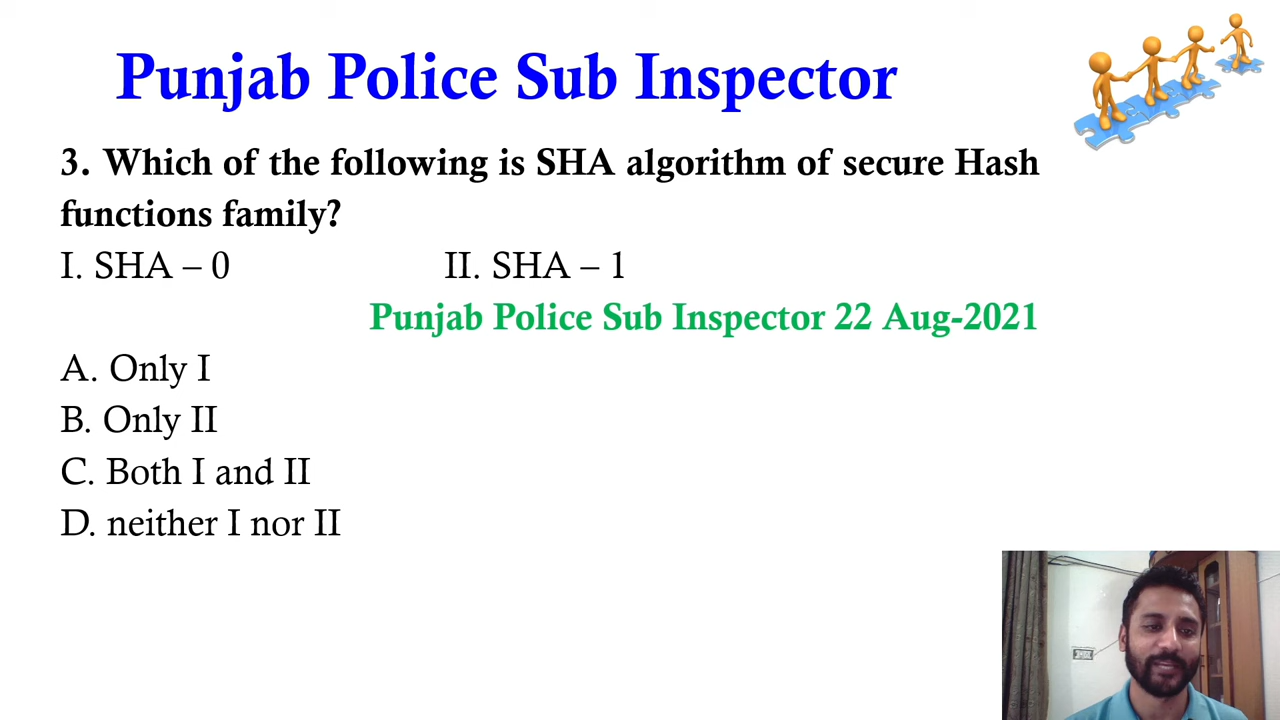 Punjab Police Sub Inspector
3. Which of the following is SHA algorithm of secure Hash
functions family?
I. SHA – 0 II. SHA – 1
Punjab Police Sub Inspector 22 Aug-2021
A. Only I
B. Only II
C. Both I and II
D. neither I nor II